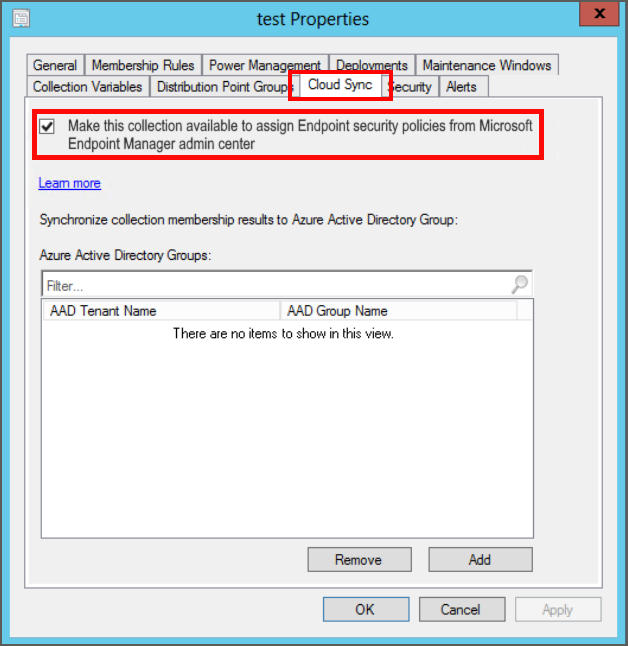 test Properties
X
General
Membership Rules
Power Management
Deployments
Maintenance Windows
Collection Variables
Distribution Point Groups
Cloud Sync
Security
Alerts
Make this collection available to assign Endpoint security policies from Microsoft
Endpoint Manager admin center
Learn more
Synchronize collection membership results to Azure Active Directory Group:
Azure Active Directory Groups:
Filter...
AAD Tenant Name
AAD Group Name
There are no items to show in this view.
Remove
Add
OK
Cancel
Apply